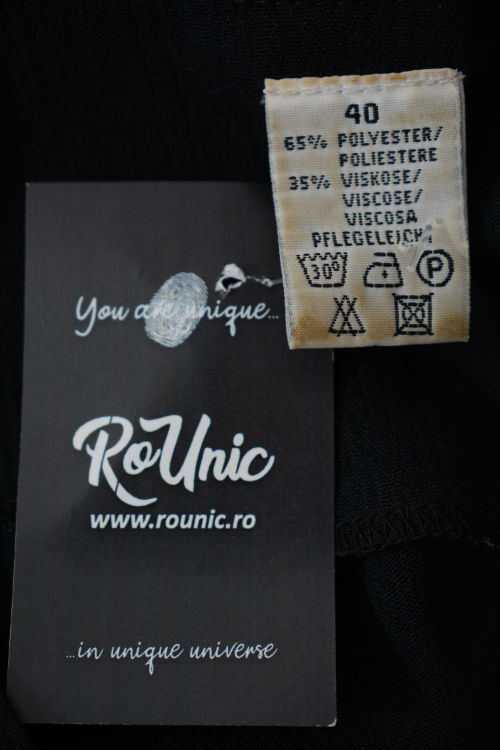 40
65% POLYESTER/
POLIESTERE
35% VISKOSE/
VISCOSE/
VISCOSA
PFLEGELEICHT
30º
P
You are unique...
RoUnic
www.rounic.ro
...in unique universe